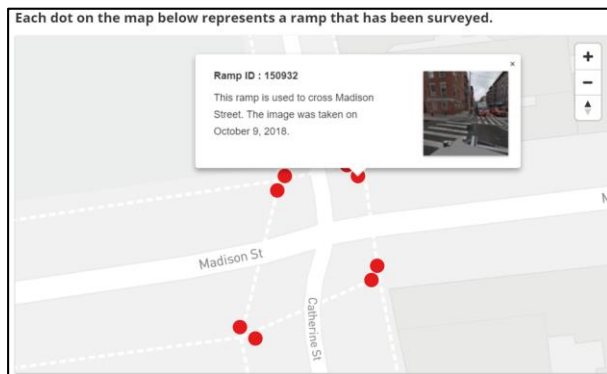 Each dot on the map below represents a ramp that has been surveyed.
×
Ramp ID : 150932
This ramp is used to cross Madison
Street. The image was taken on
October 9, 2018.
+
−
M
Madison St
Catherine St